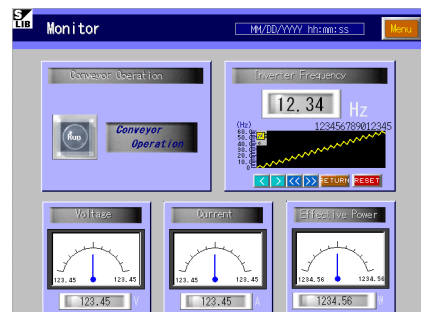 S LIB
Monitor
MM/DD/YYYY hh:mm:ss
Menu
Conveyor Operation
Run
Conveyor
Operation
Inverter Frequency
12.34 Hz
(Hz)
123456789012345
60.0
50.0
40.0
30.0
20.0
10.0
< > << >> RETURN RESET
Voltage
123.45 123.45
123.45 V
Current
123.45 123.45
123.45 A
Effective Power
1234.56 1234.56
1234.56 W